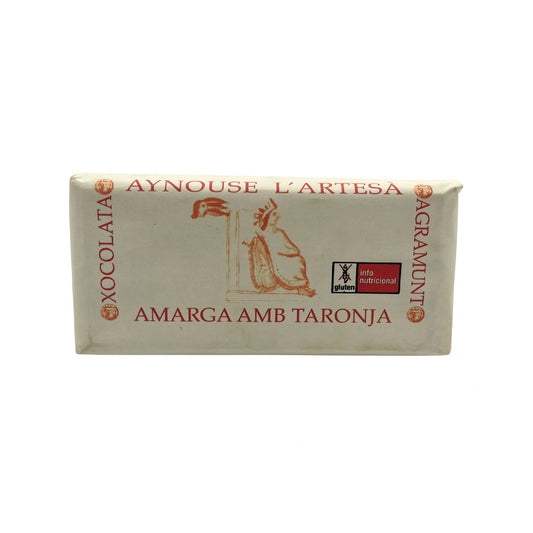 AYNOUSE L'ARTESA
XOCOLATA
AGRAMUNT
gluten
info
nutricional
AMARGA AMB TARONJA